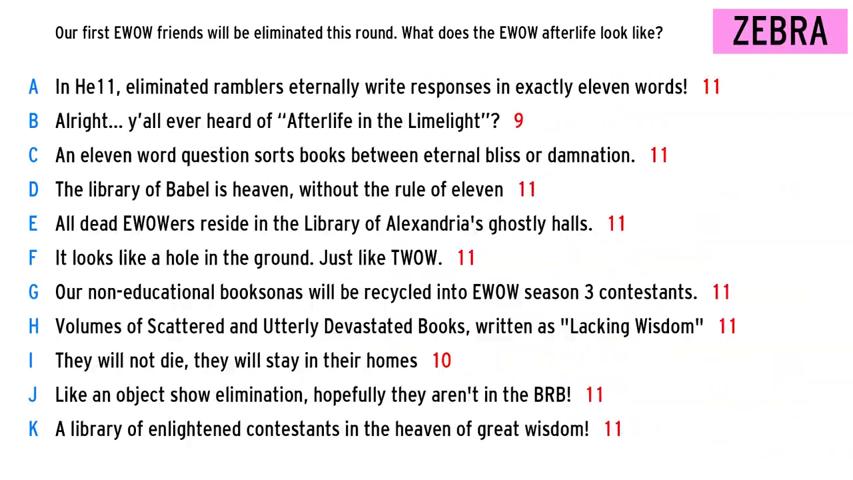 Our first EWOW friends will be eliminated this round. What does the EWOW afterlife look like?
ZEBRA
A In He11, eliminated ramblers eternally write responses in exactly eleven words! 11
B Alright... y'all ever heard of “Afterlife in the Limelight”? 9
C An eleven word question sorts books between eternal bliss or damnation. 11
D The library of Babel is heaven, without the rule of eleven 11
E All dead EWOWers reside in the Library of Alexandria's ghostly halls. 11
F It looks like a hole in the ground. Just like TWOW. 11
G Our non-educational booksonas will be recycled into EWOW season 3 contestants. 11
H Volumes of Scattered and Utterly Devastated Books, written as "Lacking Wisdom" 11
I They will not die, they will stay in their homes 10
J Like an object show elimination, hopefully they aren't in the BRB! 11
K A library of enlightened contestants in the heaven of great wisdom! 11